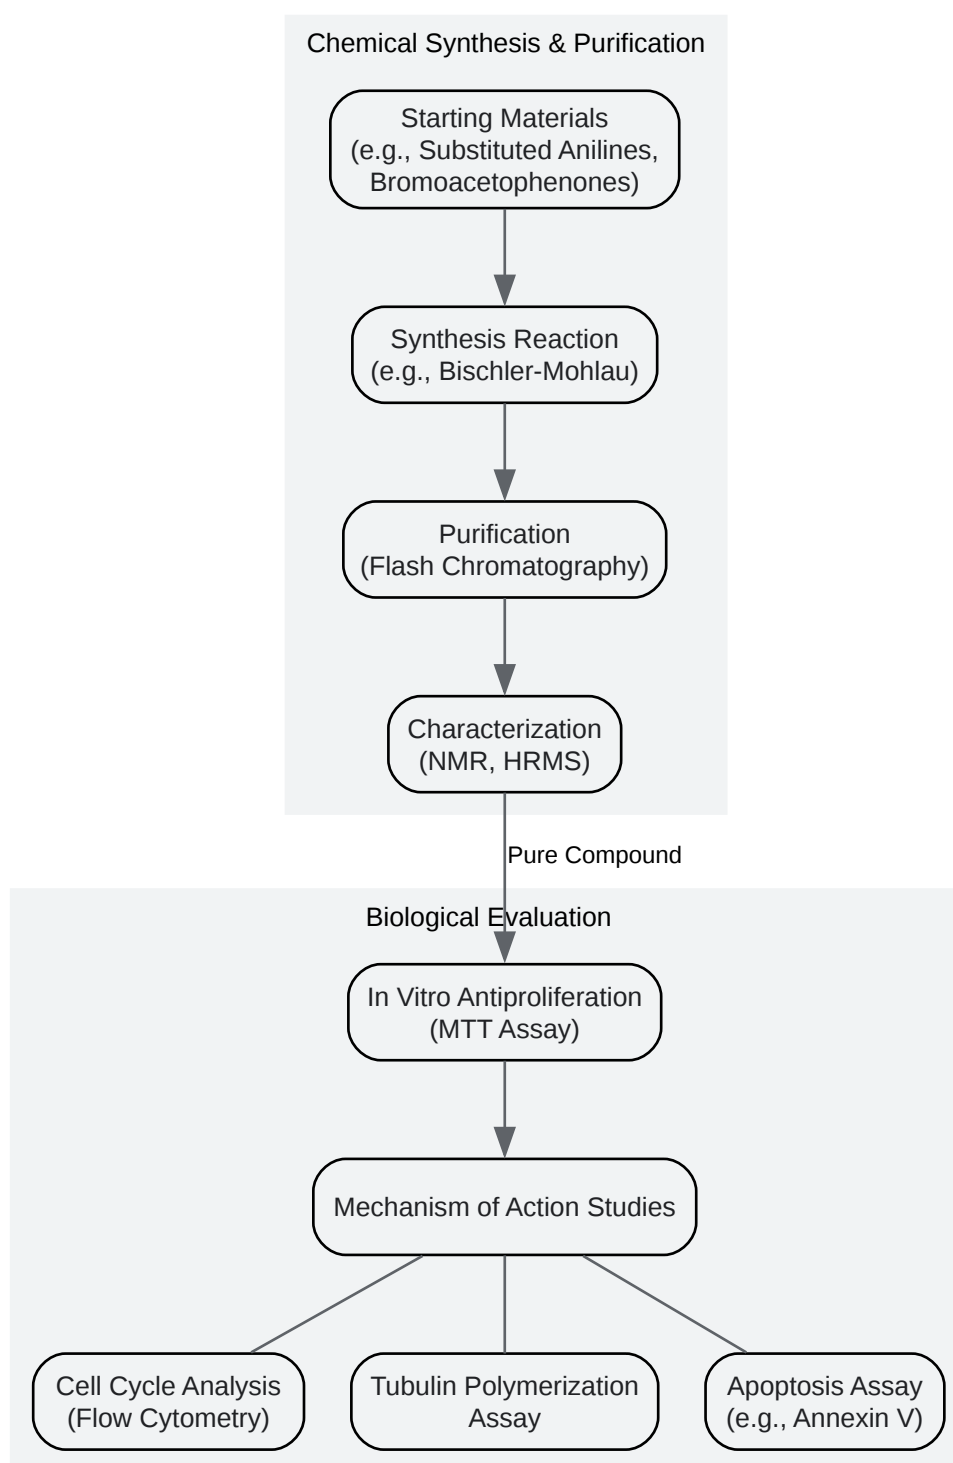 Chemical Synthesis & Purification
Starting Materials
(e.g., Substituted Anilines,
Bromoacetophenones)
Synthesis Reaction
(e.g., Bischler-Mohlau)
Purification
(Flash Chromatography)
Characterization
(NMR, HRMS)
Pure Compound
Biological Evaluation
In Vitro Antiproliferation
(MTT Assay)
Mechanism of Action Studies
Cell Cycle Analysis
(Flow Cytometry)
Tubulin Polymerization
Assay
Apoptosis Assay
(e.g., Annexin V)